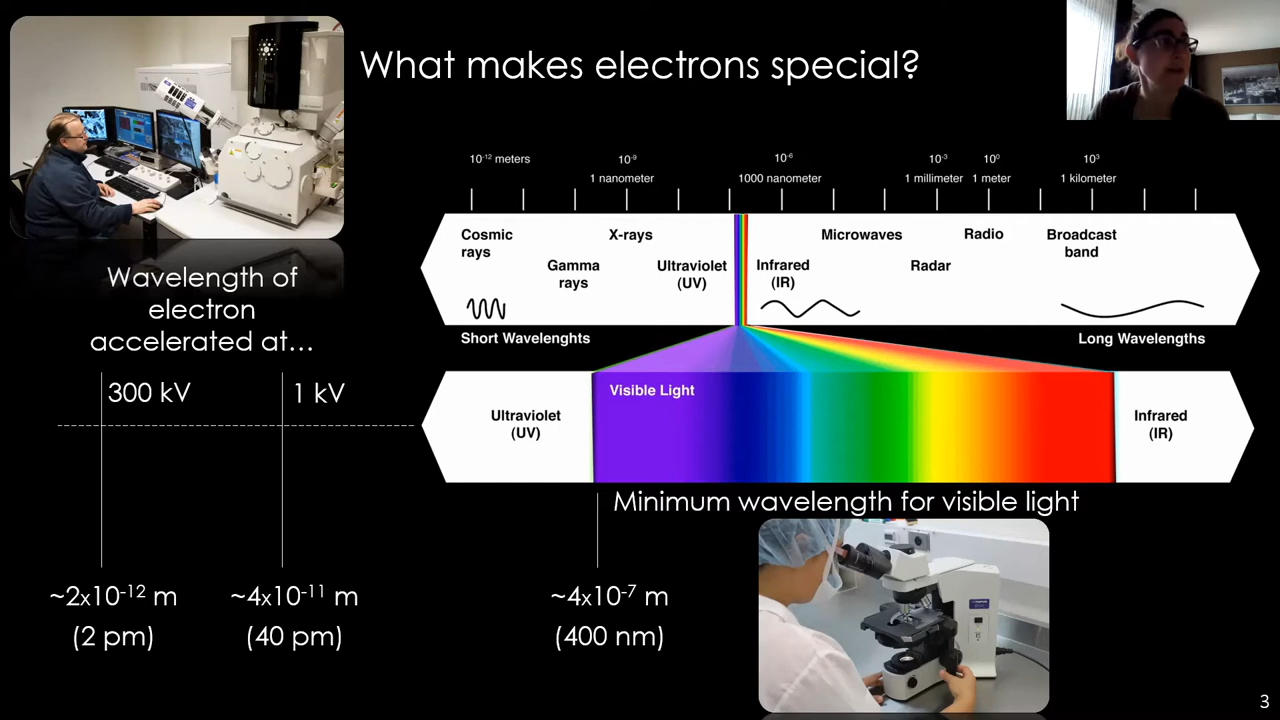 What makes electrons special?
10⁻¹² meters
10⁻⁹
10⁻⁶
10⁻³
10⁰
10³
1 nanometer
1000 nanometer
1 millimeter
1 meter
1 kilometer
Cosmic
rays
X-rays
Microwaves
Radio
Broadcast
band
Gamma
rays
Ultraviolet
(UV)
Infrared
(IR)
Radar
Short Wavelenghts
Long Wavelengths
Visible Light
Ultraviolet
(UV)
Infrared
(IR)
Wavelength of
electron
accelerated at...
300 kV
1 kV
Minimum wavelength for visible light
~2x10⁻¹² m
(2 pm)
~4x10⁻¹¹ m
(40 pm)
~4x10⁻⁷ m
(400 nm)
3